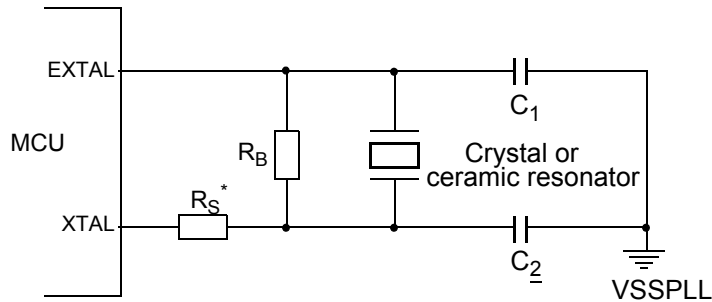 EXTAL
C1
MCU
RB
Crystal or
ceramic resonator
RS*
XTAL
C2
VSSPLL